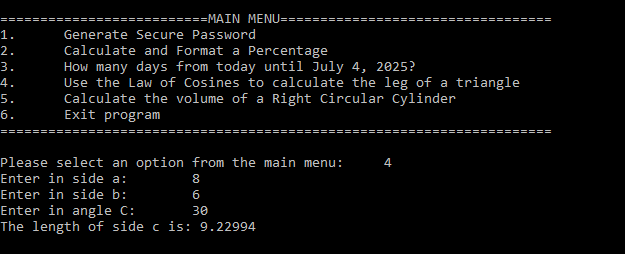 ==========================MAIN MENU==================================
1.      Generate Secure Password
2.      Calculate and Format a Percentage
3.      How many days from today until July 4, 2025?
4.      Use the Law of Cosines to calculate the leg of a triangle
5.      Calculate the volume of a Right Circular Cylinder
6.      Exit program
=====================================================================
Please select an option from the main menu:     4
Enter in side a:        8
Enter in side b:        6
Enter in angle C:       30
The length of side c is: 9.22994